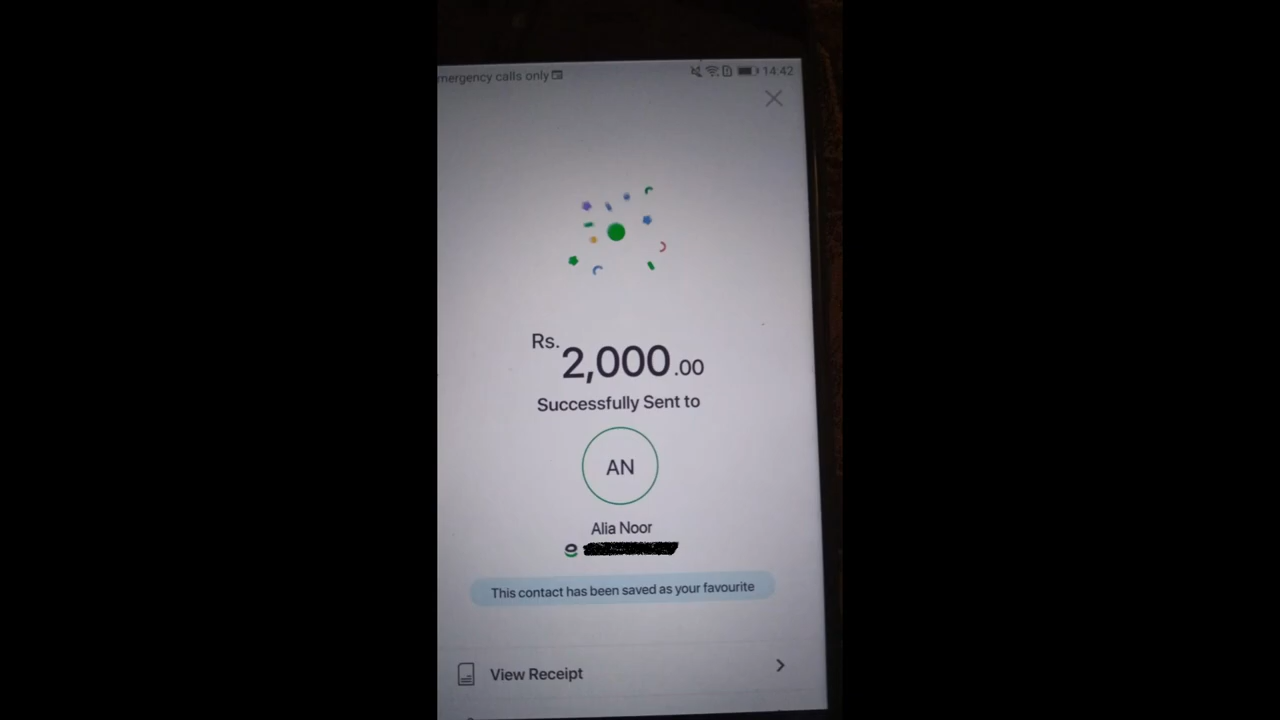 mergency calls only
14:42
Rs.
2,000.00
Successfully Sent to
AN
Alia Noor
This contact has been saved as your favourite
View Receipt